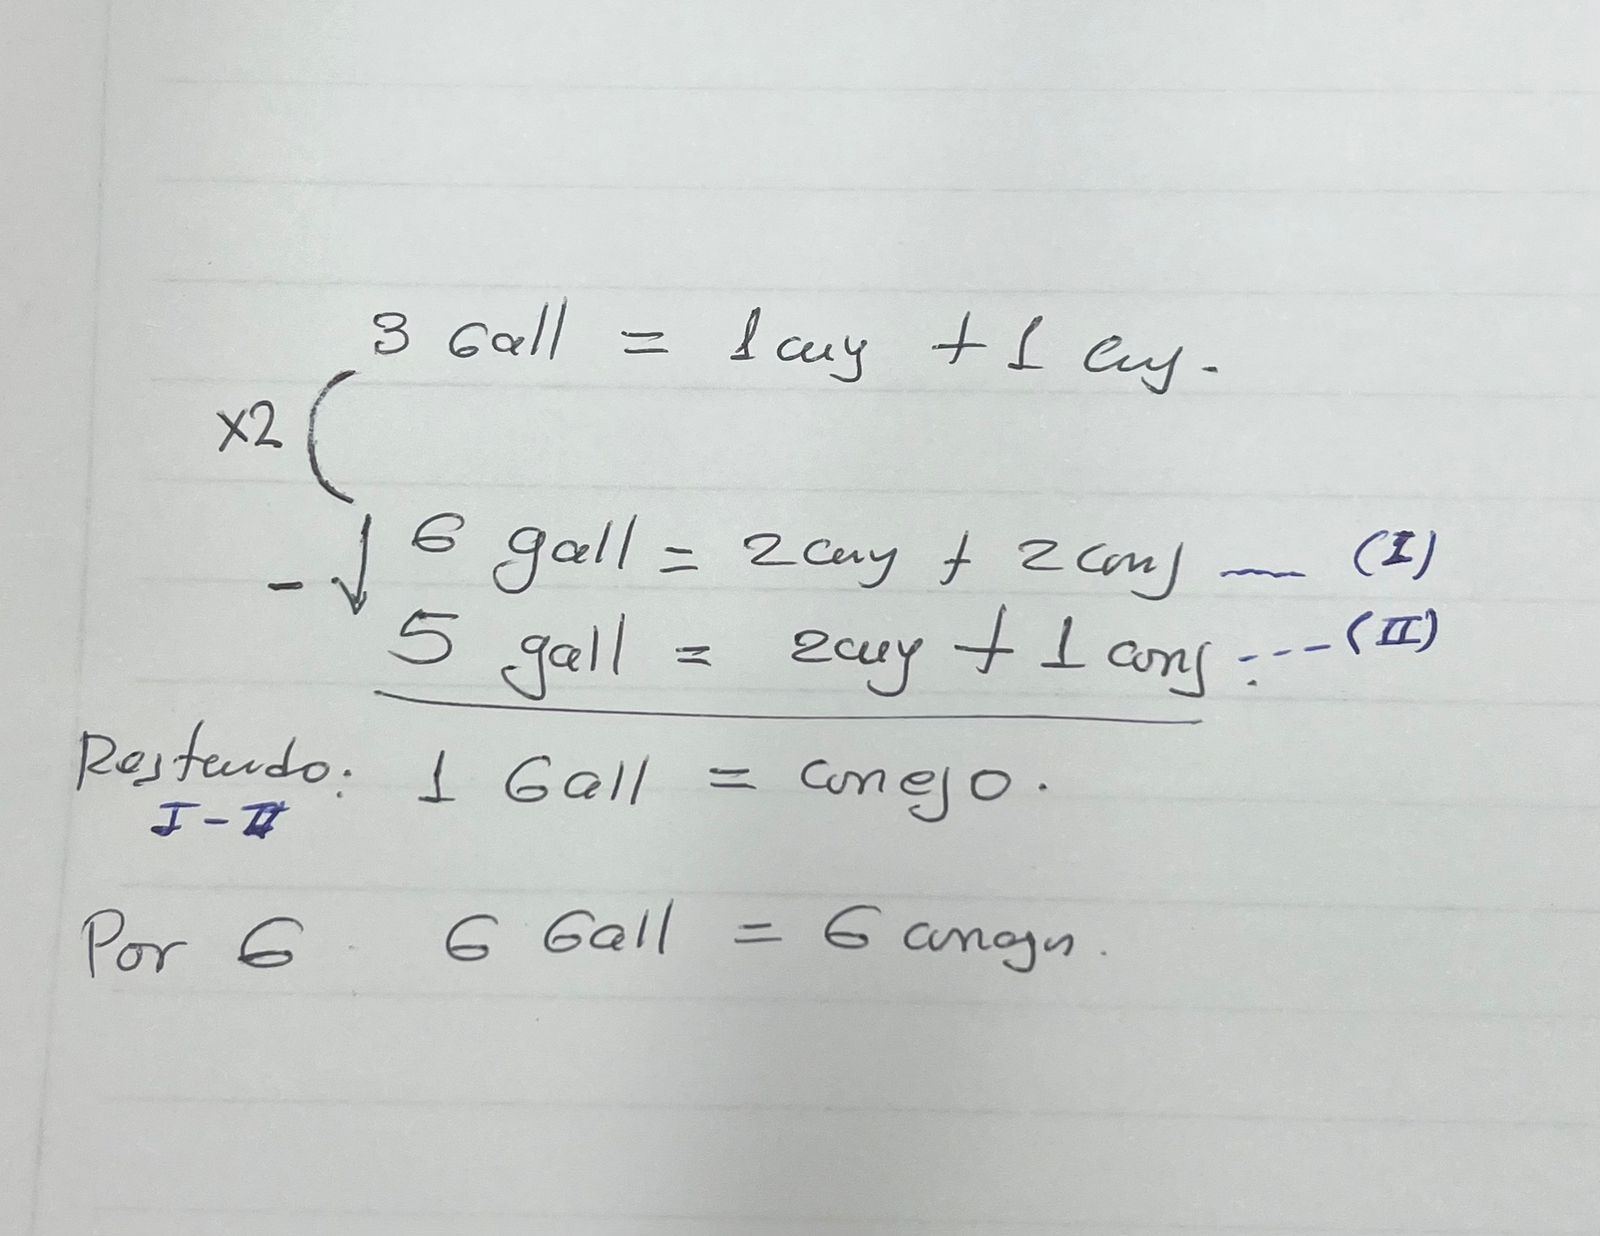 3 Gall = 1 cuy + 1 cuy.
x2
6 gall = 2 cuy + 2 conj (I)
- 5 gall = 2 cuy + 1 conj ... (II)
Restando: 1 Gall = conejo.
I - II
Por 6 6 Gall = 6 conejos.